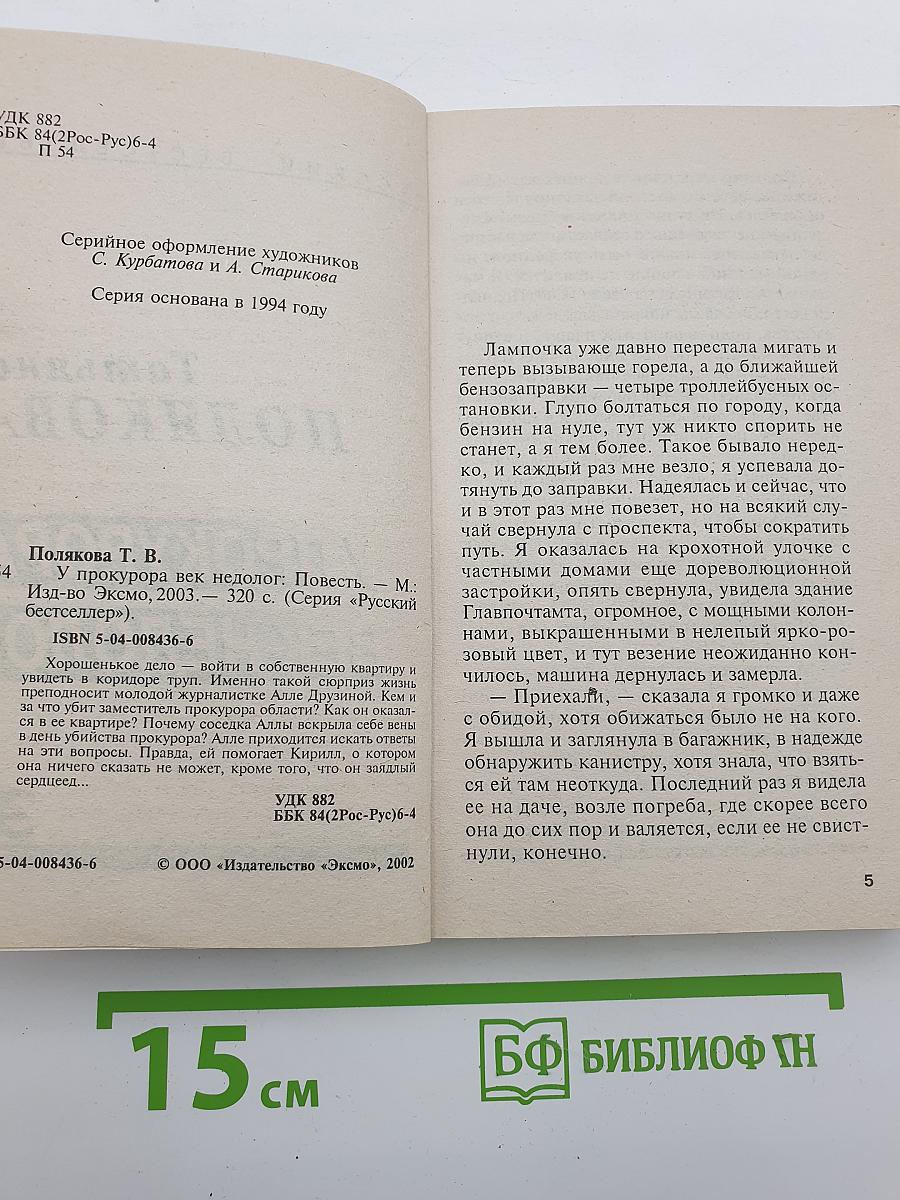 УДК 882
ББК 84(2Рос-Рус)6-4
П 54
Серийное оформление художников
С. Курбатова и А. Старикова
Серия основана в 1994 году
Полякова Т. В.
54 У прокурора век недолог: Повесть. — М.:
Изд-во Эксмо, 2003.— 320 с. (Серия «Русский
бестселлер»).
ISBN 5-04-008436-6
Хорошенькое дело — войти в собственную квартиру и
увидеть в коридоре труп. Именно такой сюрприз жизнь
преподносит молодой журналистке Алле Друзиной. Кем и
за что убит заместитель прокурора области? Как он оказал-
ся в ее квартире? Почему соседка Аллы вскрыла себе вены
в день убийства прокурора? Алле приходится искать ответы
на эти вопросы. Правда, ей помогает Кирилл, о котором
она ничего сказать не может, кроме того, что он заядлый
сердцеед...
УДК 882
ББК 84(2Рос-Рус)6-4
5-04-008436-6 © ООО «Издательство «Эксмо», 2002
Лампочка уже давно перестала мигать и
теперь вызывающе горела, а до ближайшей
бензозаправки — четыре троллейбусных ос-
тановки. Глупо болтаться по городу, когда
бензин на нуле, тут уж никто спорить не
станет, а я тем более. Такое бывало неред-
ко, и каждый раз мне везло, я успевала до-
тянуть до заправки. Надеялась и сейчас, что
и в этот раз мне повезет, но на всякий слу-
чай свернула с проспекта, чтобы сократить
путь. Я оказалась на крохотной улочке с
частными домами еще дореволюционной
застройки, опять свернула, увидела здание
Главпочтамта, огромное, с мощными колон-
нами, выкрашенными в нелепый ярко-ро-
зовый цвет, и тут везение неожиданно кон-
чилось, машина дернулась и замерла.
— Приехали, — сказала я громко и даже
с обидой, хотя обижаться было не на кого.
Я вышла и заглянула в багажник, в надежде
обнаружить канистру, хотя знала, что взять-
ся ей там неоткуда. Последний раз я видела
ее на даче, возле погреба, где скорее всего
она до сих пор и валяется, если ее не свист-
нули, конечно.
5
15 см
БФ БИБЛИОФ